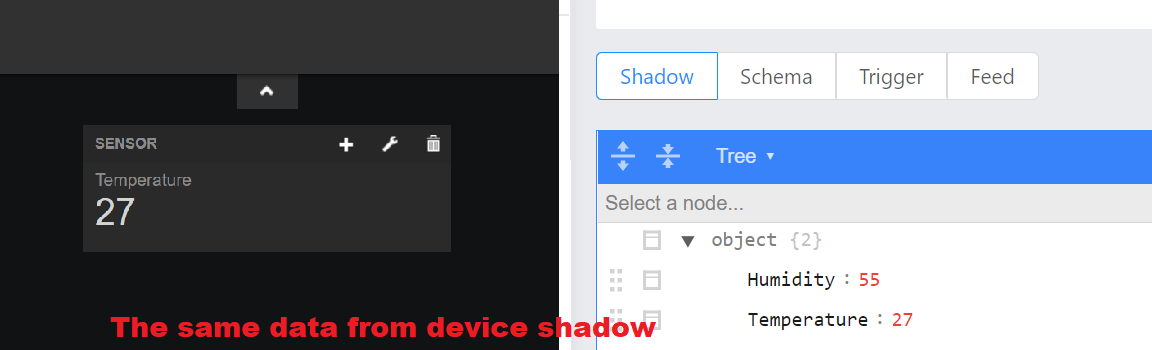 SENSOR
Temperature
27
Shadow
Schema
Trigger
Feed
Tree
Select a node...
object {2}
Humidity : 55
Temperature : 27
The same data from device shadow